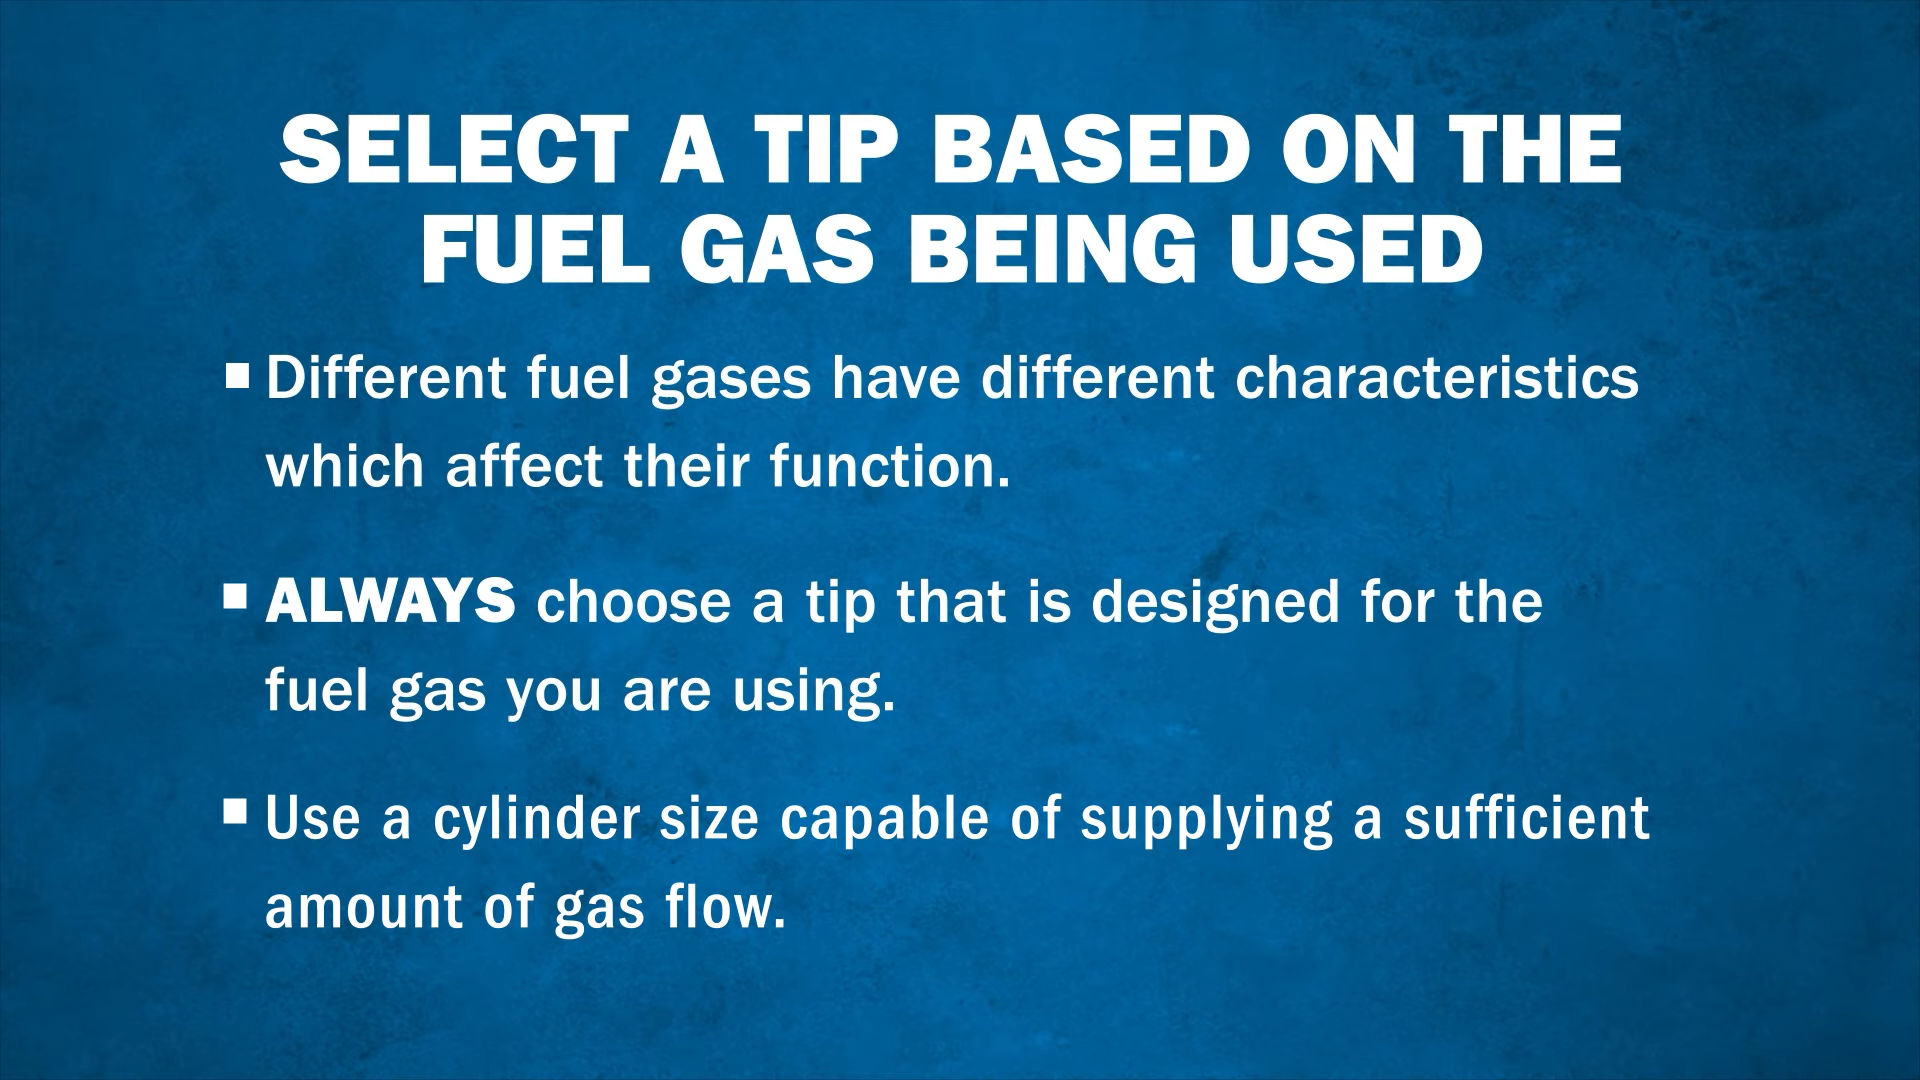 SELECT A TIP BASED ON THE
FUEL GAS BEING USED
▪ Different fuel gases have different characteristics
which affect their function.
▪ ALWAYS choose a tip that is designed for the
fuel gas you are using.
▪ Use a cylinder size capable of supplying a sufficient
amount of gas flow.